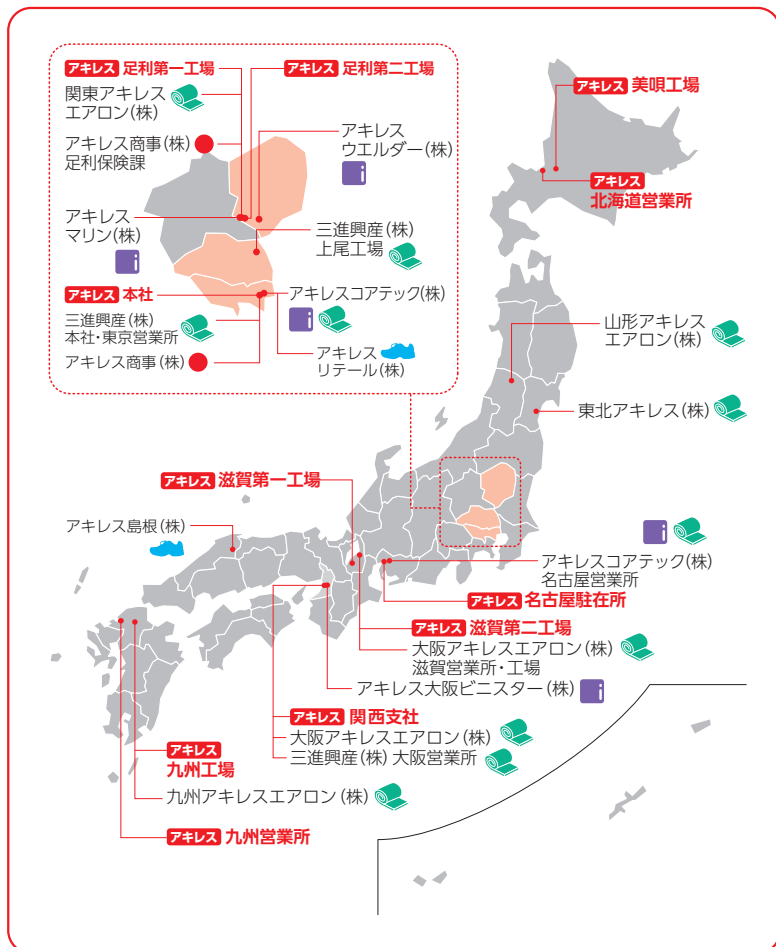 アキレス 足利第一工場
関東アキレス
エアロン(株)
アキレス商事(株)
足利保険課
アキレス 足利第二工場
アキレス
ウエルダー(株)
i
アキレス
マリン(株)
i
三進興産(株)
上尾工場
アキレス 本社
三進興産(株)
本社・東京営業所
アキレス商事(株)
アキレスコアテック(株)
i
アキレス
リテール(株)
アキレス 美唄工場
アキレス
北海道営業所
山形アキレス
エアロン(株)
東北アキレス(株)
アキレス 滋賀第一工場
アキレス島根(株)
i
アキレスコアテック(株)
名古屋営業所
アキレス 名古屋駐在所
アキレス 滋賀第二工場
大阪アキレスエアロン(株)
滋賀営業所・工場
アキレス大阪ビニスター(株)
i
アキレス 関西支社
大阪アキレスエアロン(株)
三進興産(株) 大阪営業所
アキレス
九州工場
九州アキレスエアロン(株)
アキレス 九州営業所